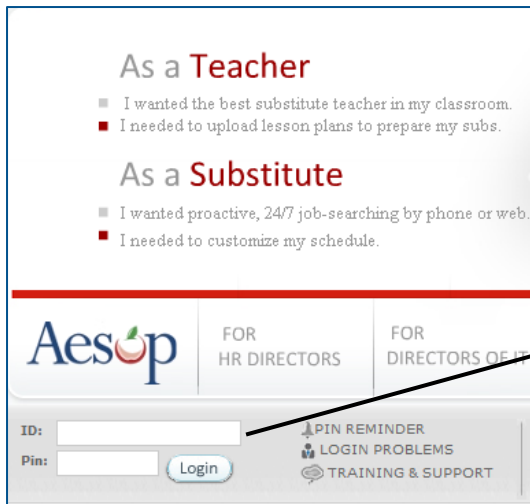 As a Teacher
I wanted the best substitute teacher in my classroom.
I needed to upload lesson plans to prepare my subs.
As a Substitute
I wanted proactive, 24/7 job-searching by phone or web.
I needed to customize my schedule.
Aesop
FOR
HR DIRECTORS
FOR
DIRECTORS OF IT
ID:
Pin:
Login
PIN REMINDER
LOGIN PROBLEMS
TRAINING & SUPPORT